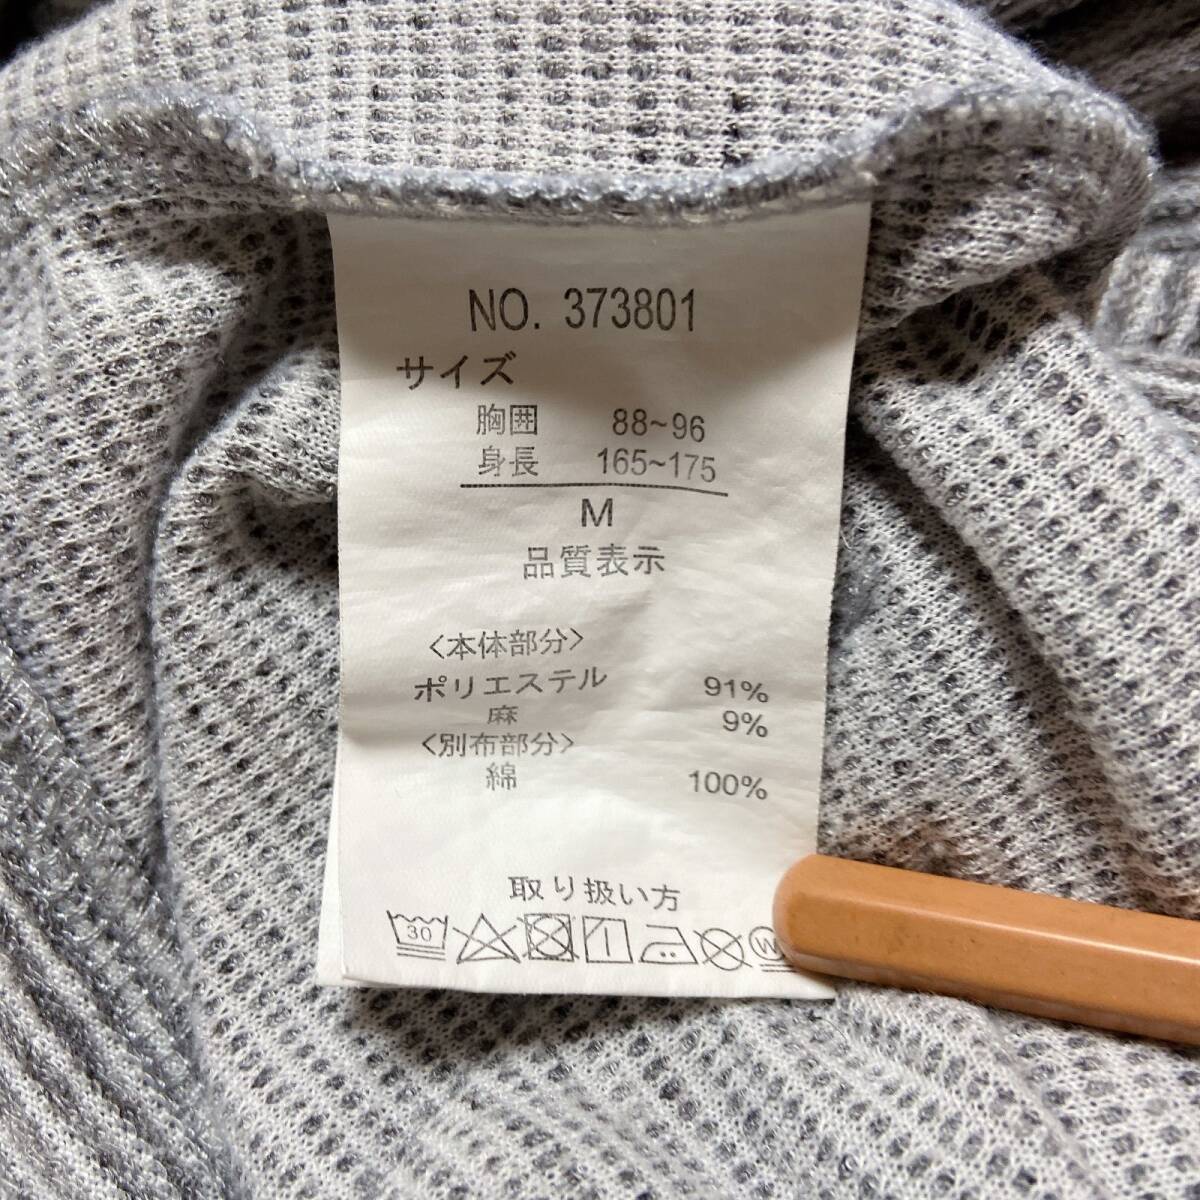 NO. 373801
サイズ
胸囲 88~96
身長 165~175
M
品質表示
<本体部分>
ポリエステル 91%
麻 9%
<別布部分>
綿 100%
取り扱い方
30
W